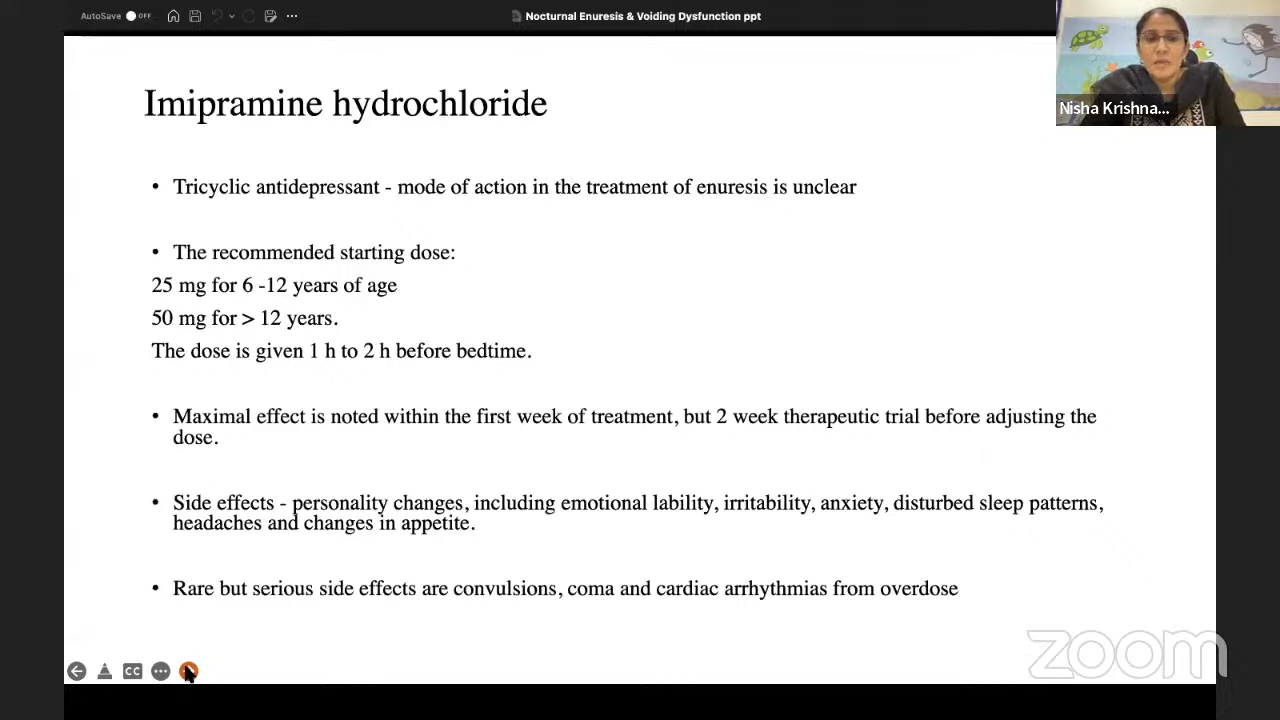 AutoSave OFF
Nocturnal Enuresis & Voiding Dysfunction ppt
Nisha Krishna...
Imipramine hydrochloride
• Tricyclic antidepressant - mode of action in the treatment of enuresis is unclear
• The recommended starting dose:
25 mg for 6 -12 years of age
50 mg for > 12 years.
The dose is given 1 h to 2 h before bedtime.
• Maximal effect is noted within the first week of treatment, but 2 week therapeutic trial before adjusting the
dose.
• Side effects - personality changes, including emotional lability, irritability, anxiety, disturbed sleep patterns,
headaches and changes in appetite.
• Rare but serious side effects are convulsions, coma and cardiac arrhythmias from overdose
CC
zoom